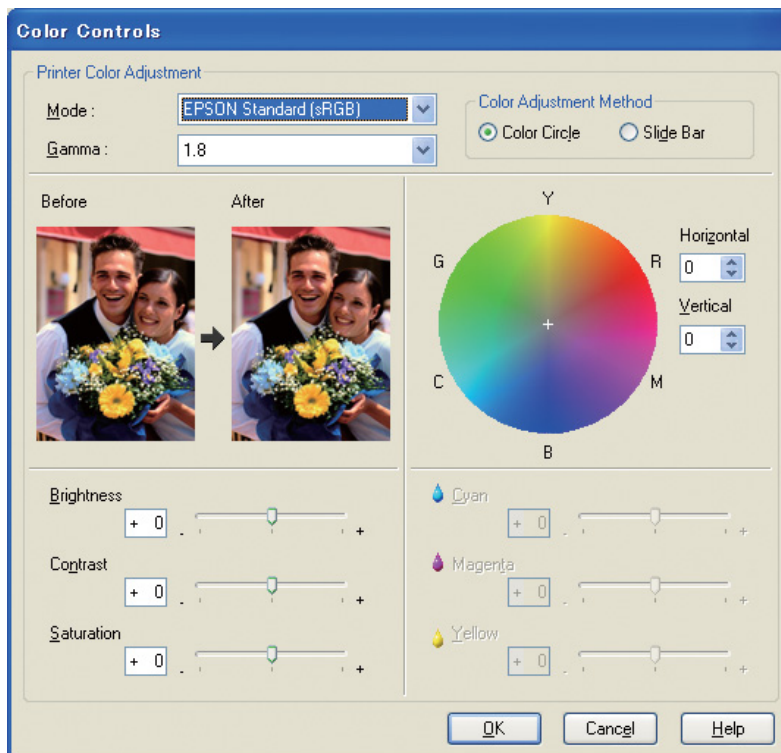 Color Controls
Printer Color Adjustment
Mode :
EPSON Standard (sRGB)
Gamma :
1.8
Color Adjustment Method
Color Circle
Slide Bar
Before
After
Y
G
R
C
M
B
Horizontal
0
Vertical
0
Brightness
+ 0
- +
Contrast
+ 0
- +
Saturation
+ 0
- +
Cyan
+ 0
- +
Magenta
+ 0
- +
Yellow
+ 0
- +
OK
Cancel
Help